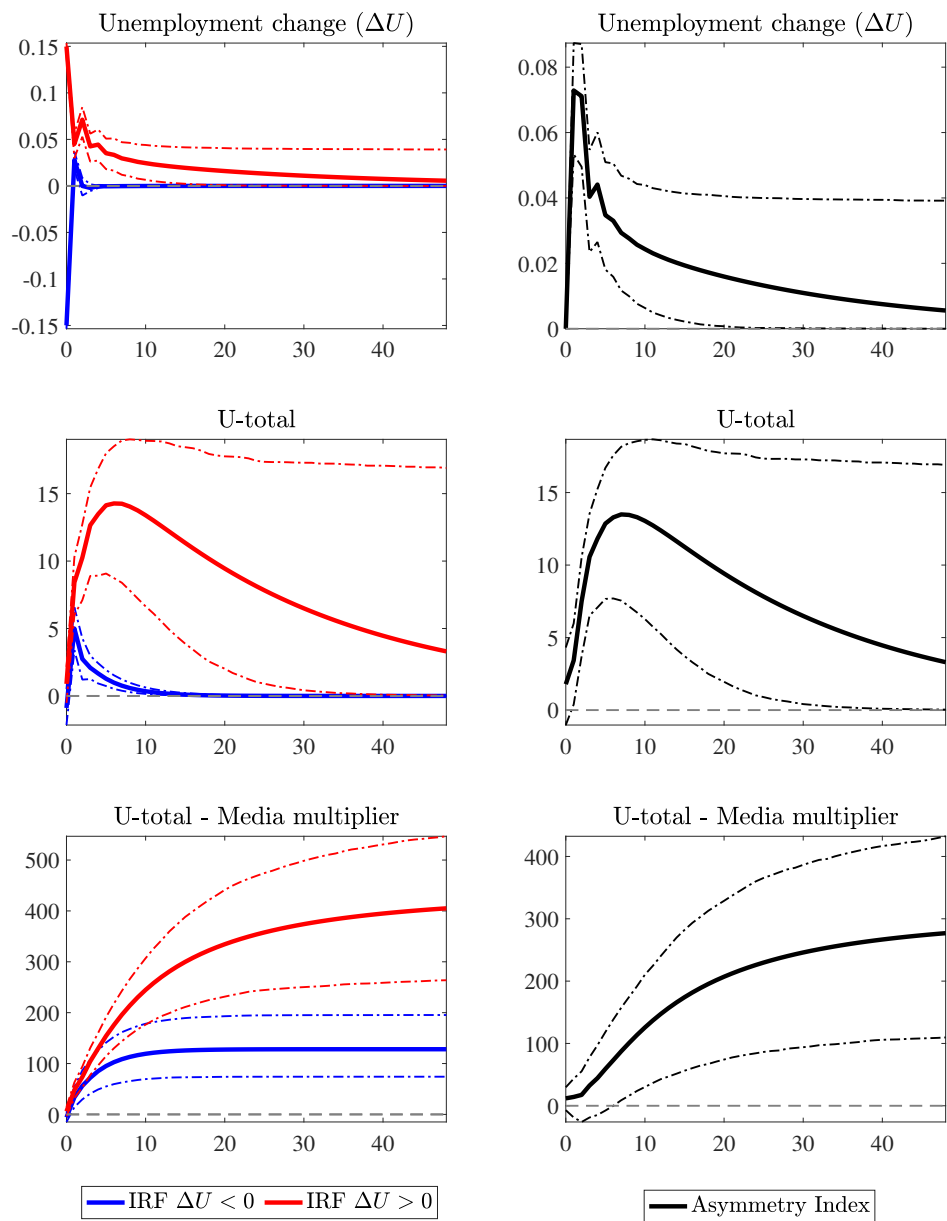 Unemployment change (ΔU)
0.15
0.1
0.05
0
-0.05
-0.1
-0.15
0 10 20 30 40
Unemployment change (ΔU)
0.08
0.06
0.04
0.02
0
0 10 20 30 40
U-total
15
10
5
0
0 10 20 30 40
U-total
15
10
5
0
0 10 20 30 40
U-total - Media multiplier
500
400
300
200
100
0
0 10 20 30 40
U-total - Media multiplier
400
300
200
100
0
0 10 20 30 40
IRF ΔU < 0 IRF ΔU > 0
Asymmetry Index